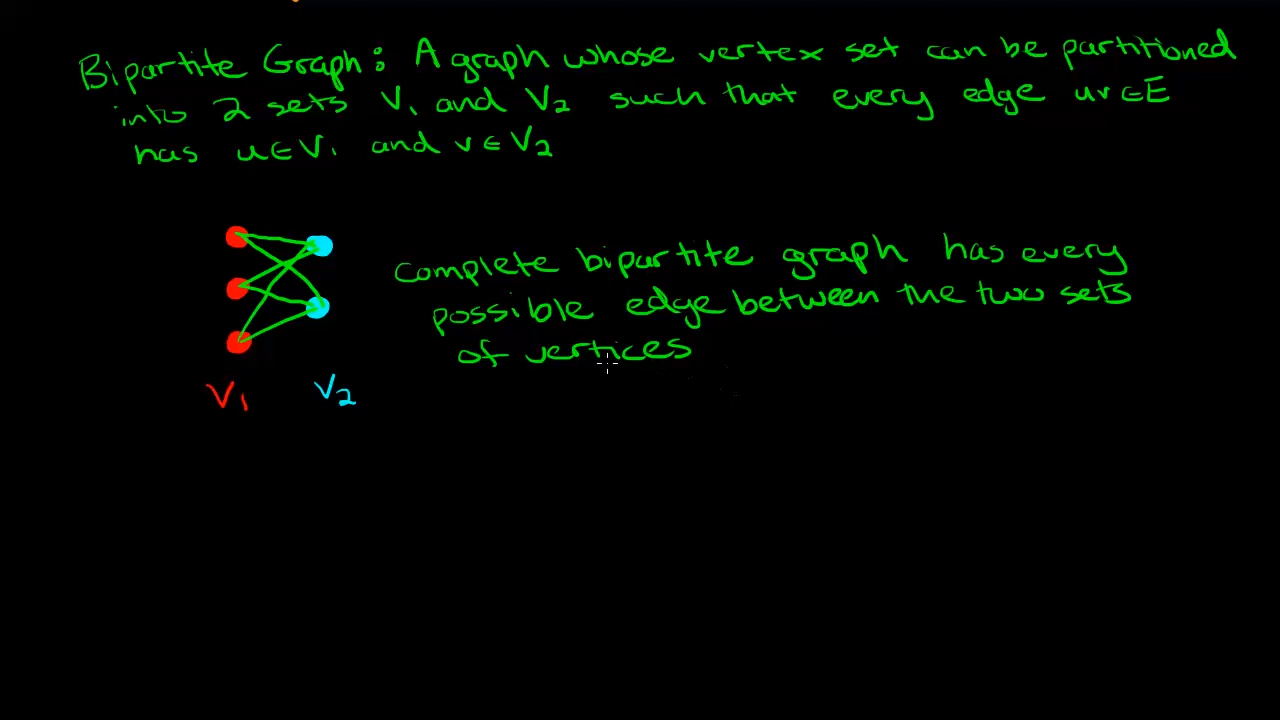 Bipartite Graph: A graph whose vertex set can be partitioned
into 2 sets V₁ and V₂ such that every edge uv∈E
has u∈V₁ and v∈V₂
complete bipartite graph has every
possible edge between the two sets
of vertices
V₁ V₂